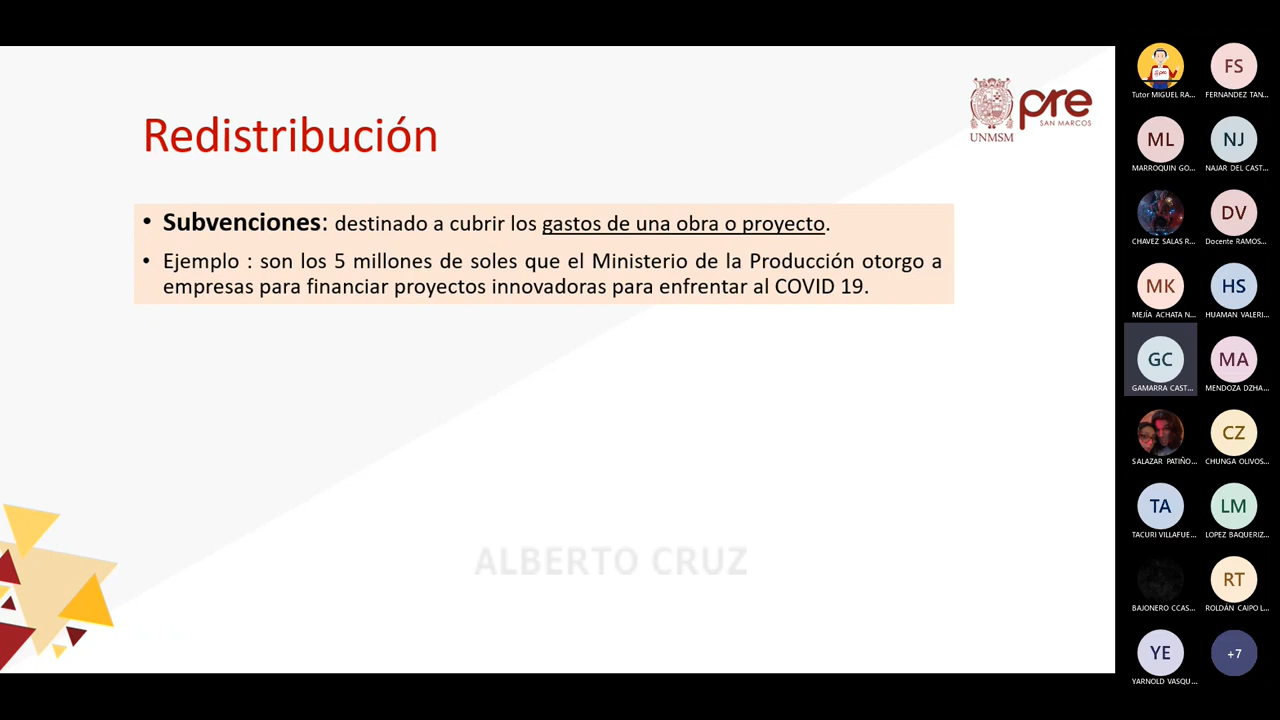 Redistribución
UNMSM
pre
SAN MARCOS
• Subvenciones: destinado a cubrir los gastos de una obra o proyecto.
• Ejemplo : son los 5 millones de soles que el Ministerio de la Producción otorgo a
empresas para financiar proyectos innovadoras para enfrentar al COVID 19.
ALBERTO CRUZ
Tutor MIGUEL RA...
FS
FERNANDEZ TAN...
ML
MARROQUIN GO...
NJ
NAJAR DEL CAST...
CHAVEZ SALAS R...
DV
Docente RAMOS...
MK
MEJÍA ACHATA N...
HS
HUAMAN VALERI...
GC
GAMARRA CAST...
MA
MENDOZA DZHA...
SALAZAR PATIÑO...
CZ
CHUNGA OLIVOS...
TA
TACURI VILLAFUE...
LM
LOPEZ BAQUERIZ...
BAJONERO CCAS...
RT
ROLDÁN CAIPO L...
YE
YARNOLD VASQU...
+7